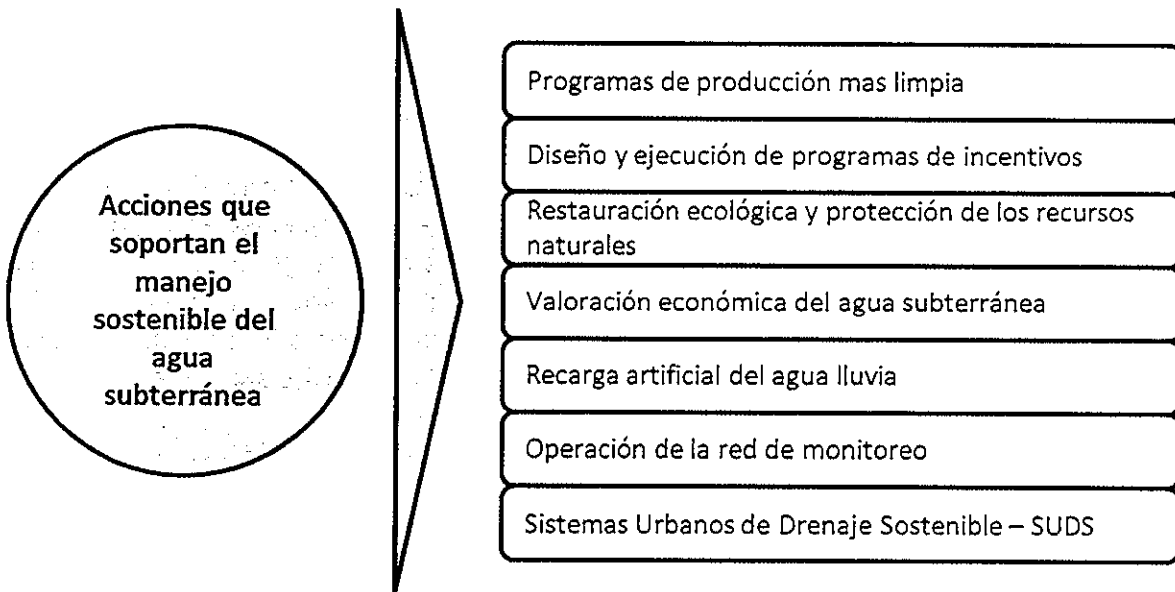 Acciones que
soportan el
manejo
sostenible del
agua
subterránea
Programas de producción mas limpia
Diseño y ejecución de programas de incentivos
Restauración ecológica y protección de los recursos
naturales
Valoración económica del agua subterránea
Recarga artificial del agua lluvia
Operación de la red de monitoreo
Sistemas Urbanos de Drenaje Sostenible – SUDS